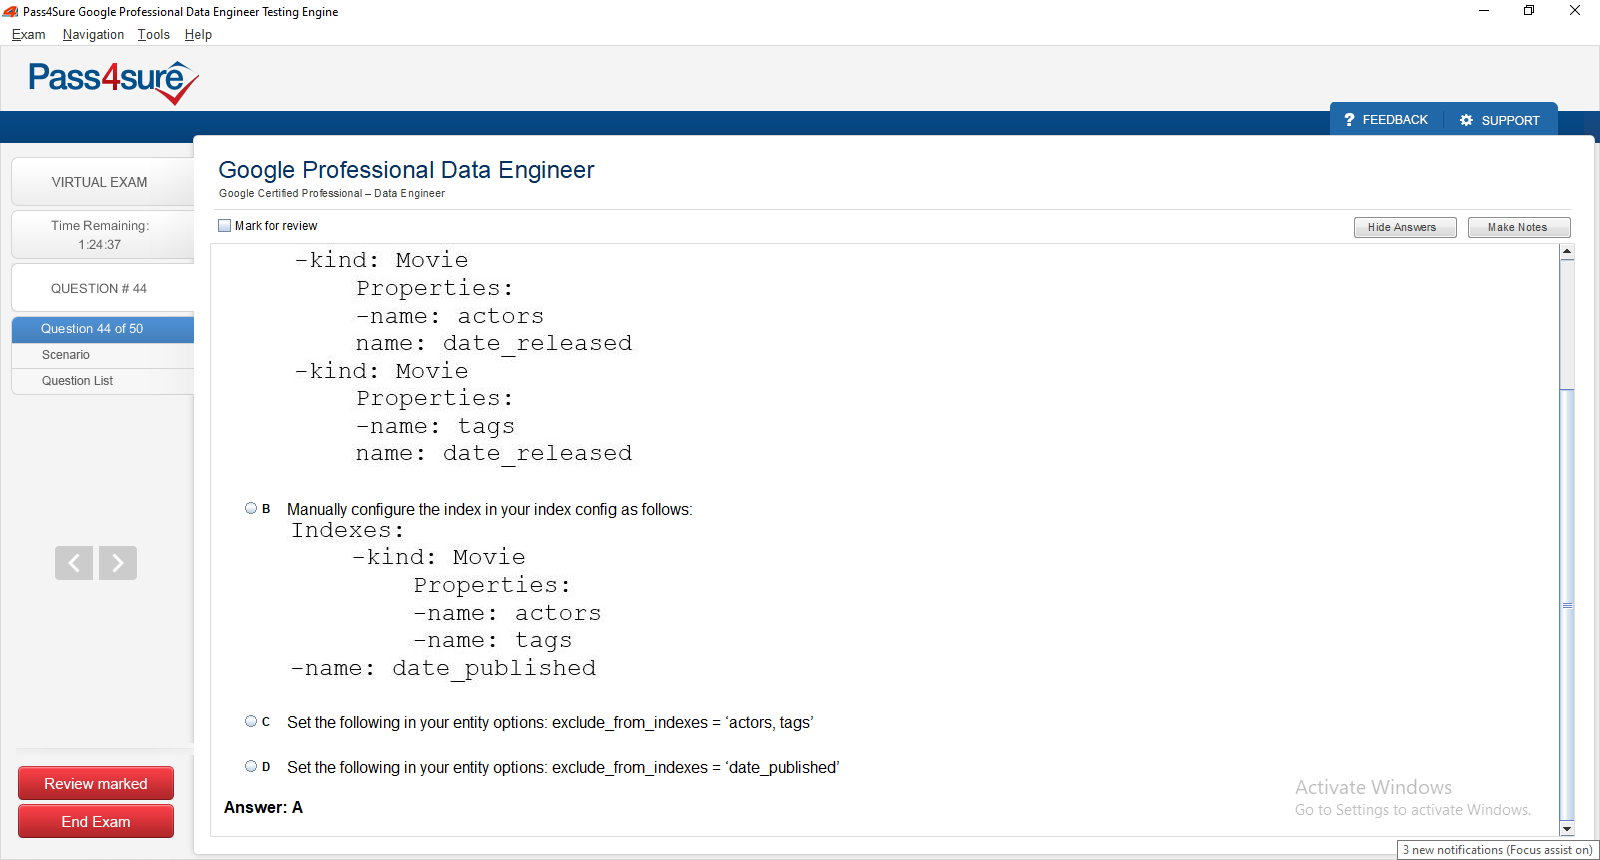 Pass4Sure Google Professional Data Engineer Testing Engine
Exam Navigation Tools Help
Pass4sure
? FEEDBACK SUPPORT
VIRTUAL EXAM
Time Remaining:
1:24:37
QUESTION # 44
Question 44 of 50
Scenario
Question List
Review marked
End Exam
Google Professional Data Engineer
Google Certified Professional – Data Engineer
Mark for review
Hide Answers
Make Notes
-kind: Movie
Properties:
-name: actors
name: date_released
-kind: Movie
Properties:
-name: tags
name: date_released
B Manually configure the index in your index config as follows:
Indexes:
-kind: Movie
Properties:
-name: actors
-name: tags
-name: date_published
C Set the following in your entity options: exclude_from_indexes = ‘actors, tags’
D Set the following in your entity options: exclude_from_indexes = ‘date_published’
Answer: A
Activate Windows
Go to Settings to activate Windows.
3 new notifications (Focus assist on)